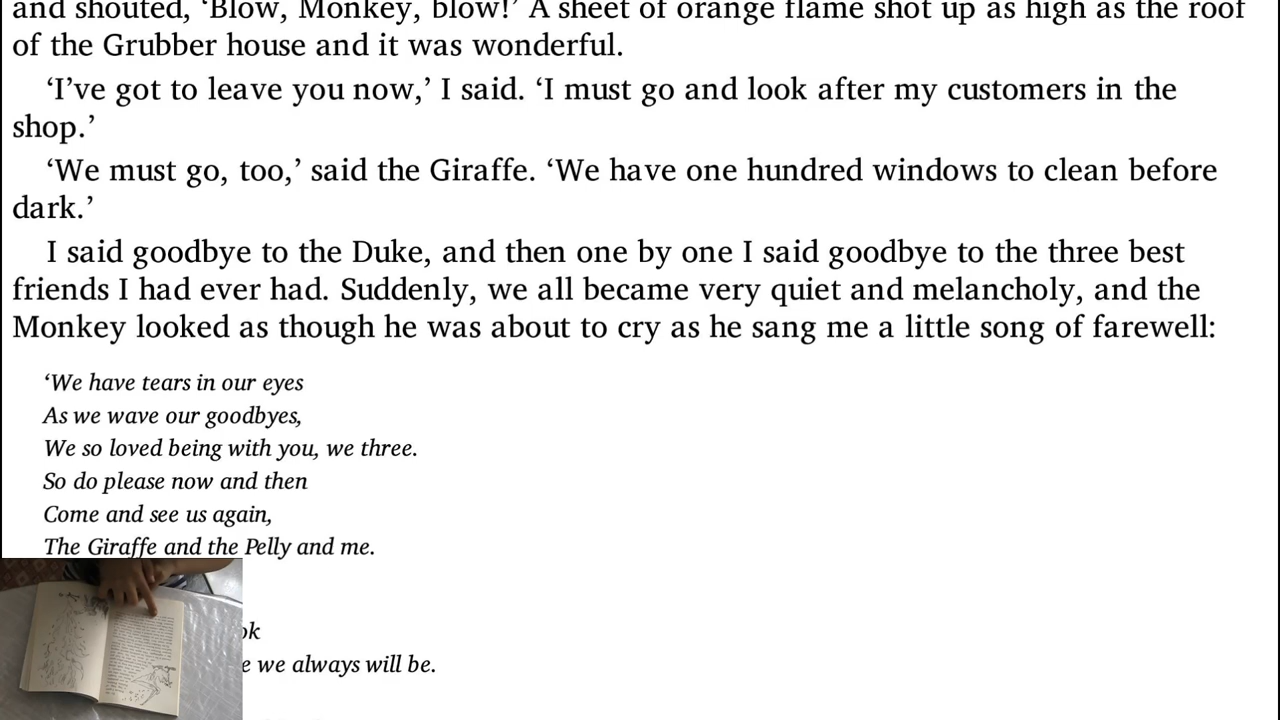 and shouted, ‘Blow, Monkey, blow!’ A sheet of orange flame shot up as high as the roof
of the Grubber house and it was wonderful.
‘I’ve got to leave you now,’ I said. ‘I must go and look after my customers in the
shop.’
‘We must go, too,’ said the Giraffe. ‘We have one hundred windows to clean before
dark.’
I said goodbye to the Duke, and then one by one I said goodbye to the three best
friends I had ever had. Suddenly, we all became very quiet and melancholy, and the
Monkey looked as though he was about to cry as he sang me a little song of farewell:
‘We have tears in our eyes
As we wave our goodbyes,
We so loved being with you, we three.
So do please now and then
Come and see us again,
The Giraffe and the Pelly and me.
we always will be.